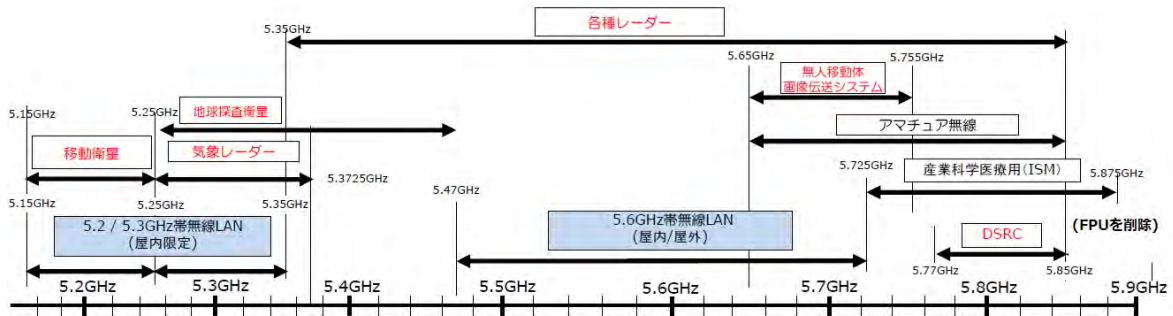 各種レーダー
5.35GHz
5.65GHz
5.755GHz
無人移動体
画像伝送システム
5.15GHz
5.25GHz
地球探査衛星
アマチュア無線
移動衛星
気象レーダー
5.3725GHz
5.725GHz
産業科学医療用(ISM)
5.875GHz
5.15GHz
5.25GHz
5.35GHz
5.47GHz
5.2 / 5.3GHz帯無線LAN
(屋内限定)
5.6GHz帯無線LAN
(屋内/屋外)
(FPUを削除)
DSRC
5.77GHz
5.85GHz
5.2GHz
5.3GHz
5.4GHz
5.5GHz
5.6GHz
5.7GHz
5.8GHz
5.9GHz